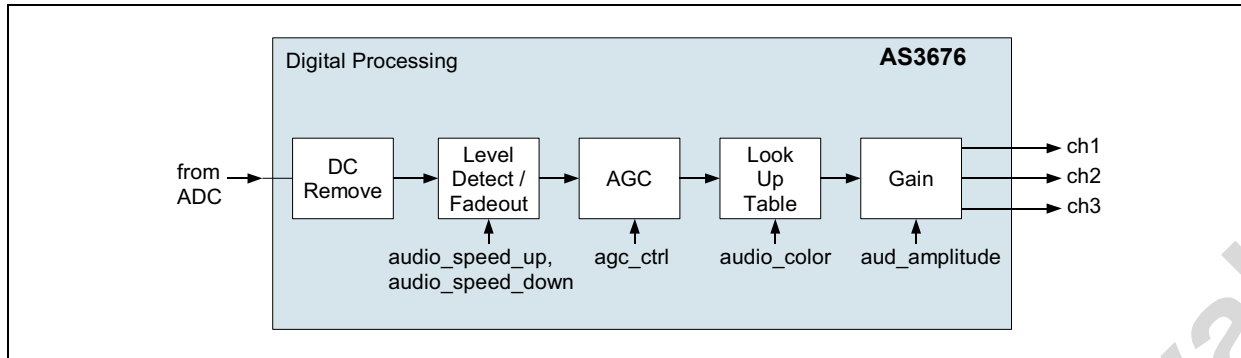 Digital Processing
AS3676
from
ADC
DC
Remove
Level
Detect /
Fadeout
AGC
Look
Up
Table
Gain
ch1
ch2
ch3
audio_speed_up,
audio_speed_down
agc_ctrl
audio_color
aud_amplitude